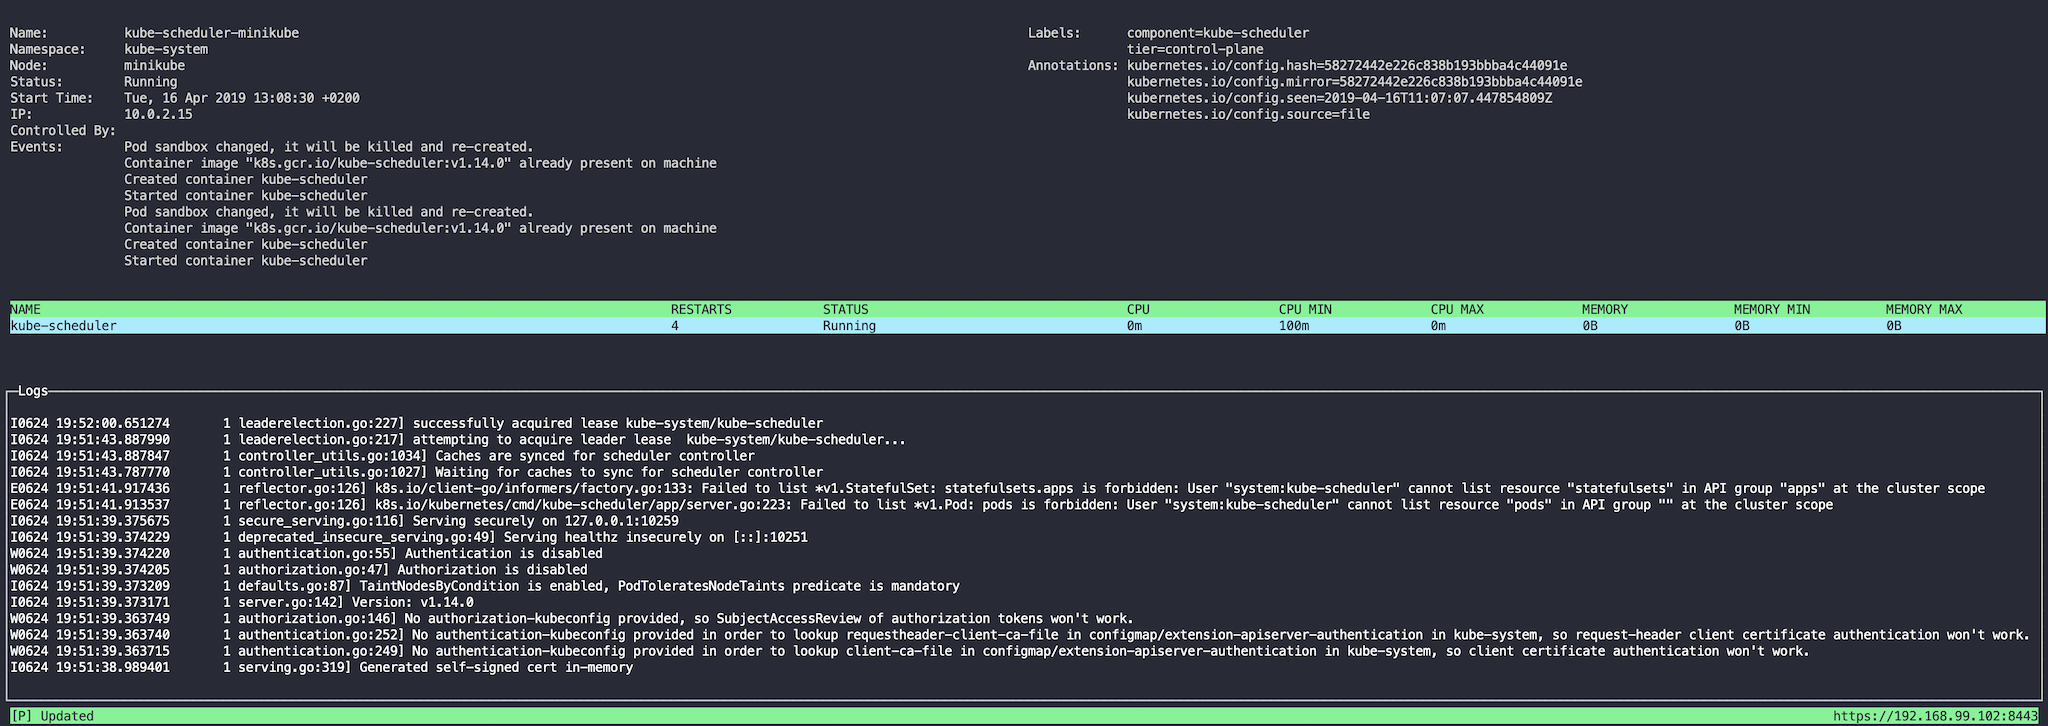 Name: kube-scheduler-minikube
Namespace: kube-system
Node: minikube
Status: Running
Start Time: Tue, 16 Apr 2019 13:08:30 +0200
IP: 10.0.2.15
Controlled By:
Events: Pod sandbox changed, it will be killed and re-created.
Container image "k8s.gcr.io/kube-scheduler:v1.14.0" already present on machine
Created container kube-scheduler
Started container kube-scheduler
Pod sandbox changed, it will be killed and re-created.
Container image "k8s.gcr.io/kube-scheduler:v1.14.0" already present on machine
Created container kube-scheduler
Started container kube-scheduler
Labels: component=kube-scheduler
tier=control-plane
Annotations: kubernetes.io/config.hash=58272442e226c838b193bbba4c44091e
kubernetes.io/config.mirror=58272442e226c838b193bbba4c44091e
kubernetes.io/config.seen=2019-04-16T11:07:07.447854809Z
kubernetes.io/config.source=file
NAME RESTARTS STATUS CPU CPU MIN CPU MAX MEMORY MEMORY MIN MEMORY MAX
kube-scheduler 4 Running 0m 100m 0m 0B 0B 0B
Logs
I0624 19:52:00.651274 1 leaderelection.go:227] successfully acquired lease kube-system/kube-scheduler
I0624 19:51:43.887990 1 leaderelection.go:217] attempting to acquire leader lease kube-system/kube-scheduler...
I0624 19:51:43.887847 1 controller_utils.go:1034] Caches are synced for scheduler controller
I0624 19:51:43.787770 1 controller_utils.go:1027] Waiting for caches to sync for scheduler controller
E0624 19:51:41.917436 1 reflector.go:126] k8s.io/client-go/informers/factory.go:133: Failed to list *v1.StatefulSet: statefulsets.apps is forbidden: User "system:kube-scheduler" cannot list resource "statefulsets" in API group "apps" at the cluster scope
E0624 19:51:41.913537 1 reflector.go:126] k8s.io/kubernetes/cmd/kube-scheduler/app/server.go:223: Failed to list *v1.Pod: pods is forbidden: User "system:kube-scheduler" cannot list resource "pods" in API group "" at the cluster scope
I0624 19:51:39.375675 1 secure_serving.go:116] Serving securely on 127.0.0.1:10259
I0624 19:51:39.374229 1 deprecated_insecure_serving.go:49] Serving healthz insecurely on [::]:10251
W0624 19:51:39.374220 1 authentication.go:55] Authentication is disabled
W0624 19:51:39.374205 1 authorization.go:47] Authorization is disabled
I0624 19:51:39.373209 1 defaults.go:87] TaintNodesByCondition is enabled, PodToleratesNodeTaints predicate is mandatory
I0624 19:51:39.373171 1 server.go:142] Version: v1.14.0
W0624 19:51:39.363749 1 authorization.go:146] No authorization-kubeconfig provided, so SubjectAccessReview of authorization tokens won't work.
W0624 19:51:39.363740 1 authentication.go:252] No authentication-kubeconfig provided in order to lookup requestheader-client-ca-file in configmap/extension-apiserver-authentication in kube-system, so request-header client certificate authentication won't work.
W0624 19:51:39.363715 1 authentication.go:249] No authentication-kubeconfig provided in order to lookup client-ca-file in configmap/extension-apiserver-authentication in kube-system, so client certificate authentication won't work.
I0624 19:51:38.989401 1 serving.go:319] Generated self-signed cert in-memory
[P] Updated https://192.168.99.102:8443